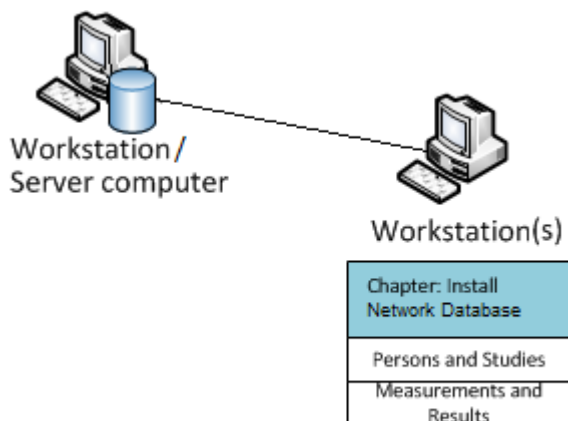 Workstation/
Server computer
Workstation(s)
Chapter: Install
Network Database
Persons and Studies
Measurements and
Results